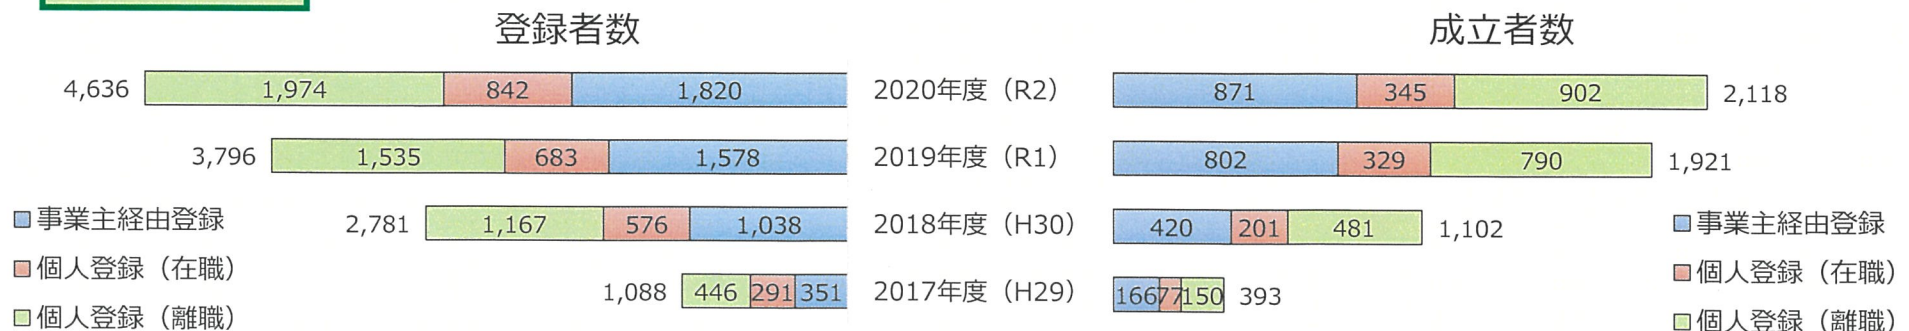 登録者数
成立者数
4,636 1,974 842 1,820 2020年度（R2） 871 345 902 2,118
3,796 1,535 683 1,578 2019年度（R1） 802 329 790 1,921
■事業主経由登録 2,781 1,167 576 1,038 2018年度（H30） 420 201 481 1,102 ■事業主経由登録
■個人登録（在職） ■個人登録（在職）
1,088 446 291 351 2017年度（H29） 166 77 150 393
■個人登録（離職） ■個人登録（離職）